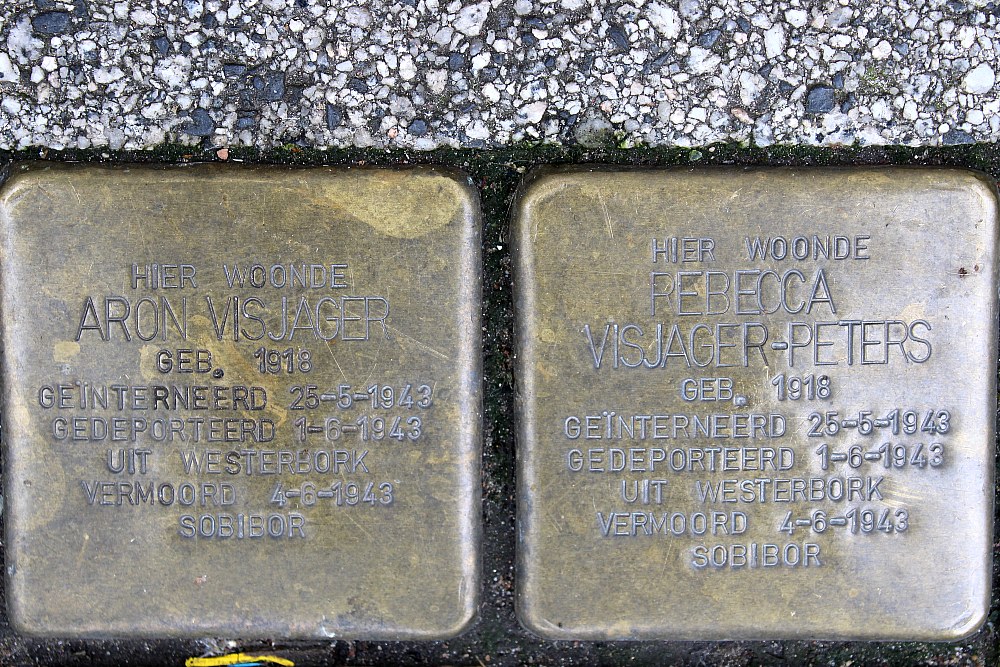 HIER WOONDE
ARON VISJAGER
GEB. 1918
GEÏNTERNEERD 25-5-1943
GEDEPORTEERD 1-6-1943
UIT WESTERBORK
VERMOORD 4-6-1943
SOBIBOR
HIER WOONDE
REBECCA
VISJAGER-PETERS
GEB. 1918
GEÏNTERNEERD 25-5-1943
GEDEPORTEERD 1-6-1943
UIT WESTERBORK
VERMOORD 4-6-1943
SOBIBOR